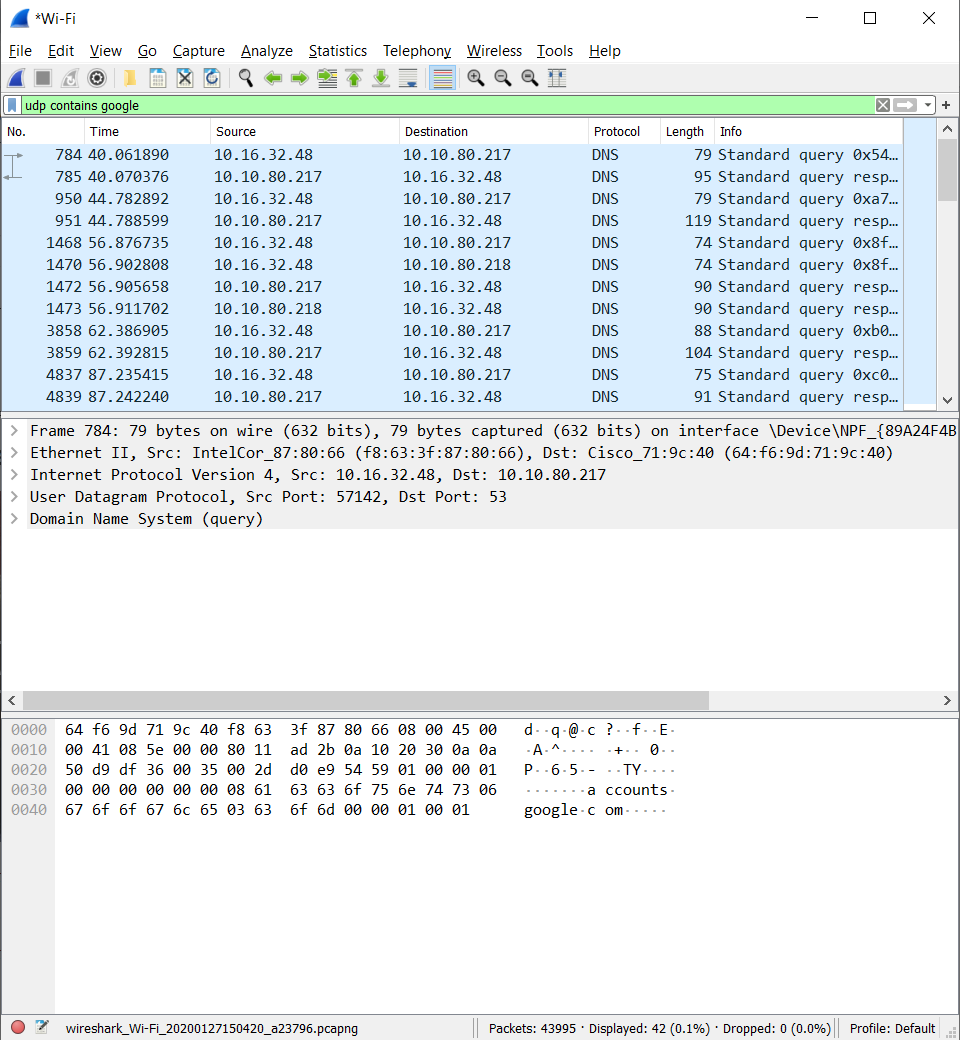 *Wi-Fi
File Edit View Go Capture Analyze Statistics Telephony Wireless Tools Help
udp contains google
No. Time Source Destination Protocol Length Info
784 40.061890 10.16.32.48 10.10.80.217 DNS 79 Standard query 0x54…
785 40.070376 10.10.80.217 10.16.32.48 DNS 95 Standard query resp…
950 44.782892 10.16.32.48 10.10.80.217 DNS 79 Standard query 0xa7…
951 44.788599 10.10.80.217 10.16.32.48 DNS 119 Standard query resp…
1468 56.876735 10.16.32.48 10.10.80.217 DNS 74 Standard query 0x8f…
1470 56.902808 10.16.32.48 10.10.80.218 DNS 74 Standard query 0x8f…
1472 56.905658 10.10.80.217 10.16.32.48 DNS 90 Standard query resp…
1473 56.911702 10.10.80.218 10.16.32.48 DNS 90 Standard query resp…
3858 62.386905 10.16.32.48 10.10.80.217 DNS 88 Standard query 0xb0…
3859 62.392815 10.10.80.217 10.16.32.48 DNS 104 Standard query resp…
4837 87.235415 10.16.32.48 10.10.80.217 DNS 75 Standard query 0xc0…
4839 87.242240 10.10.80.217 10.16.32.48 DNS 91 Standard query resp…
Frame 784: 79 bytes on wire (632 bits), 79 bytes captured (632 bits) on interface \Device\NPF_{89A24F4B
Ethernet II, Src: IntelCor_87:80:66 (f8:63:3f:87:80:66), Dst: Cisco_71:9c:40 (64:f6:9d:71:9c:40)
Internet Protocol Version 4, Src: 10.16.32.48, Dst: 10.10.80.217
User Datagram Protocol, Src Port: 57142, Dst Port: 53
Domain Name System (query)
0000 64 f6 9d 71 9c 40 f8 63 3f 87 80 66 08 00 45 00 d··q·@·c ?··f··E·
0010 00 41 08 5e 00 00 80 11 ad 2b 0a 10 20 30 0a 0a ·A·^···· ·+·· 0··
0020 50 d9 df 36 00 35 00 2d d0 e9 54 59 01 00 00 01 P··6·5·- ··TY····
0030 00 00 00 00 00 00 08 61 63 63 6f 75 6e 74 73 06 ·······a ccounts·
0040 67 6f 6f 67 6c 65 03 63 6f 6d 00 00 01 00 01 google·c om·····
wireshark_Wi-Fi_20200127150420_a23796.pcapng Packets: 43995 · Displayed: 42 (0.1%) · Dropped: 0 (0.0%) Profile: Default